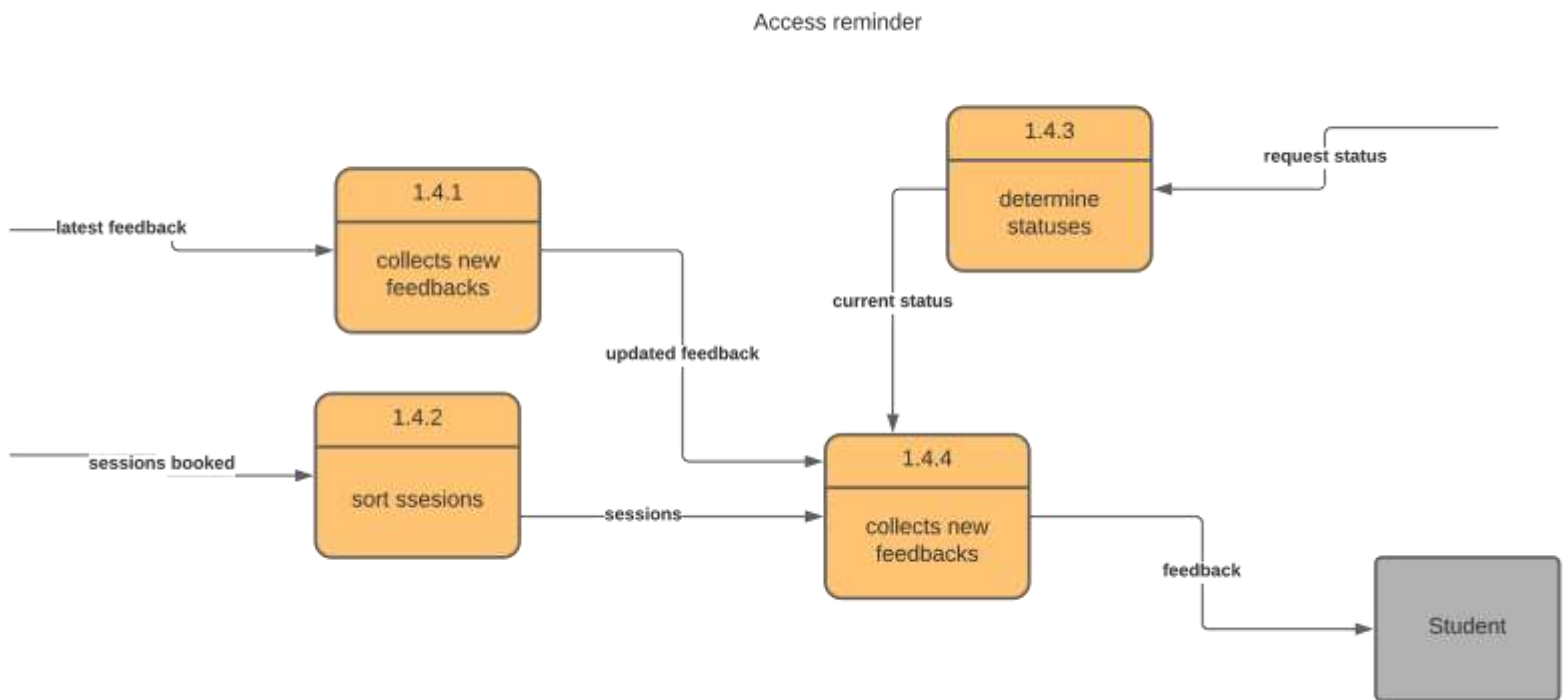 Access reminder
1.4.3
determine
statuses
request status
1.4.1
collects new
feedbacks
latest feedback
current status
updated feedback
1.4.2
sort ssesions
sessions booked
sessions
1.4.4
collects new
feedbacks
feedback
Student